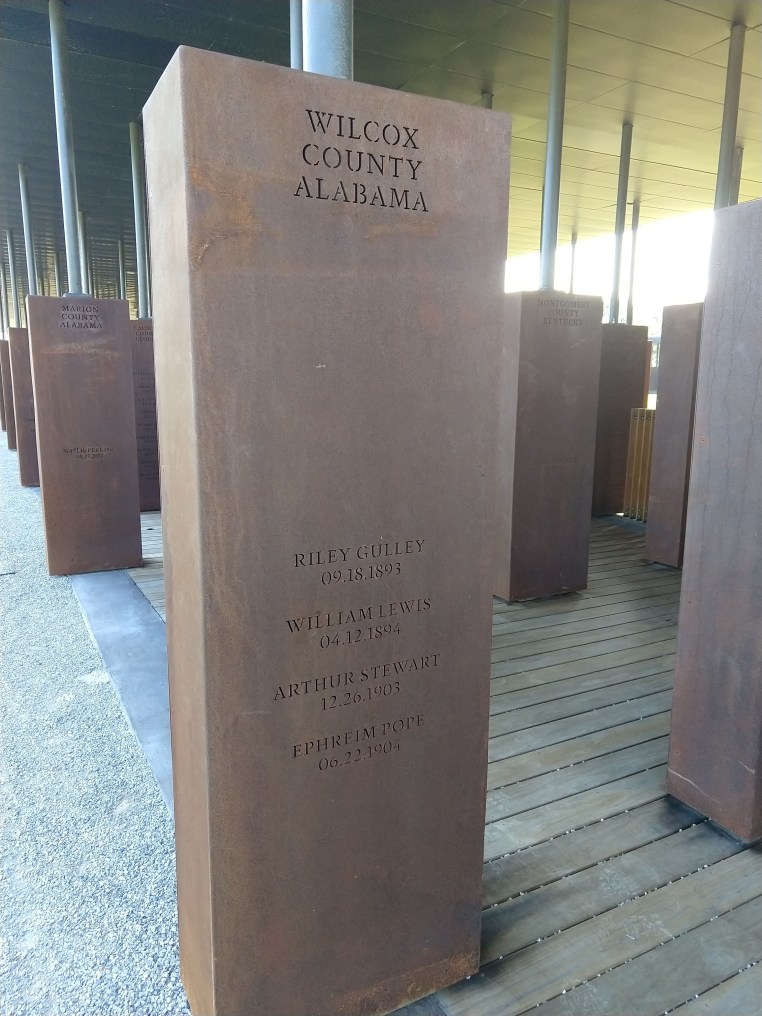 WILCOX
COUNTY
ALABAMA
RILEY GULLEY
09.18.1893
WILLIAM LEWIS
04.12.1894
ARTHUR STEWART
12.26.1903
EPHREIM POPE
06.22.1904
MARION
COUNTY
ALABAMA
MONTGOMERY
COUNTY
KENTUCKY